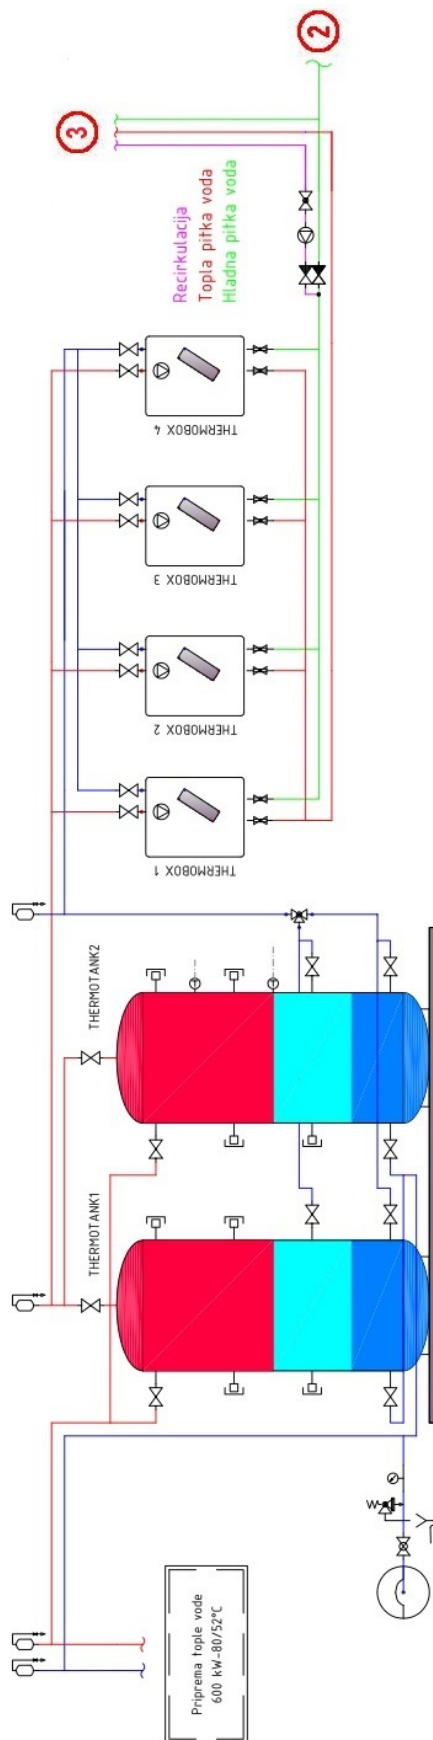 Priprema tople vode
600 kW-80/52°C
THERMOTANK1
THERMOTANK2
THERMOBOX 1
THERMOBOX 2
THERMOBOX 3
THERMOBOX 4
Recirkulacija
Topla pitka voda
Hladna pitka voda
3
2